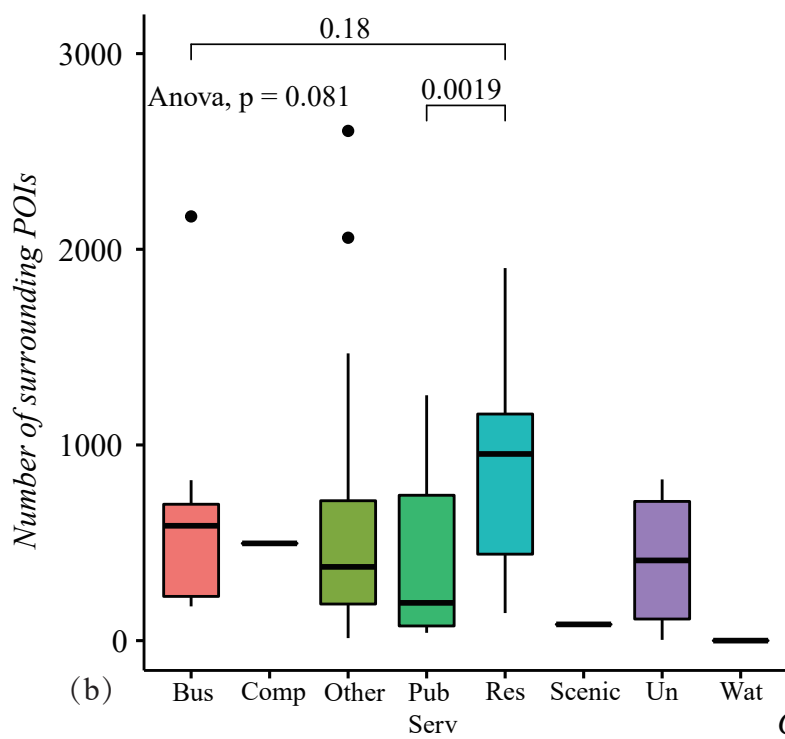 0.18
3000
Anova, p = 0.081
0.0019
Number of surrounding POIs
2000
1000
0
(b)
Bus Comp Other Pub Serv Res Scenic Un Wat